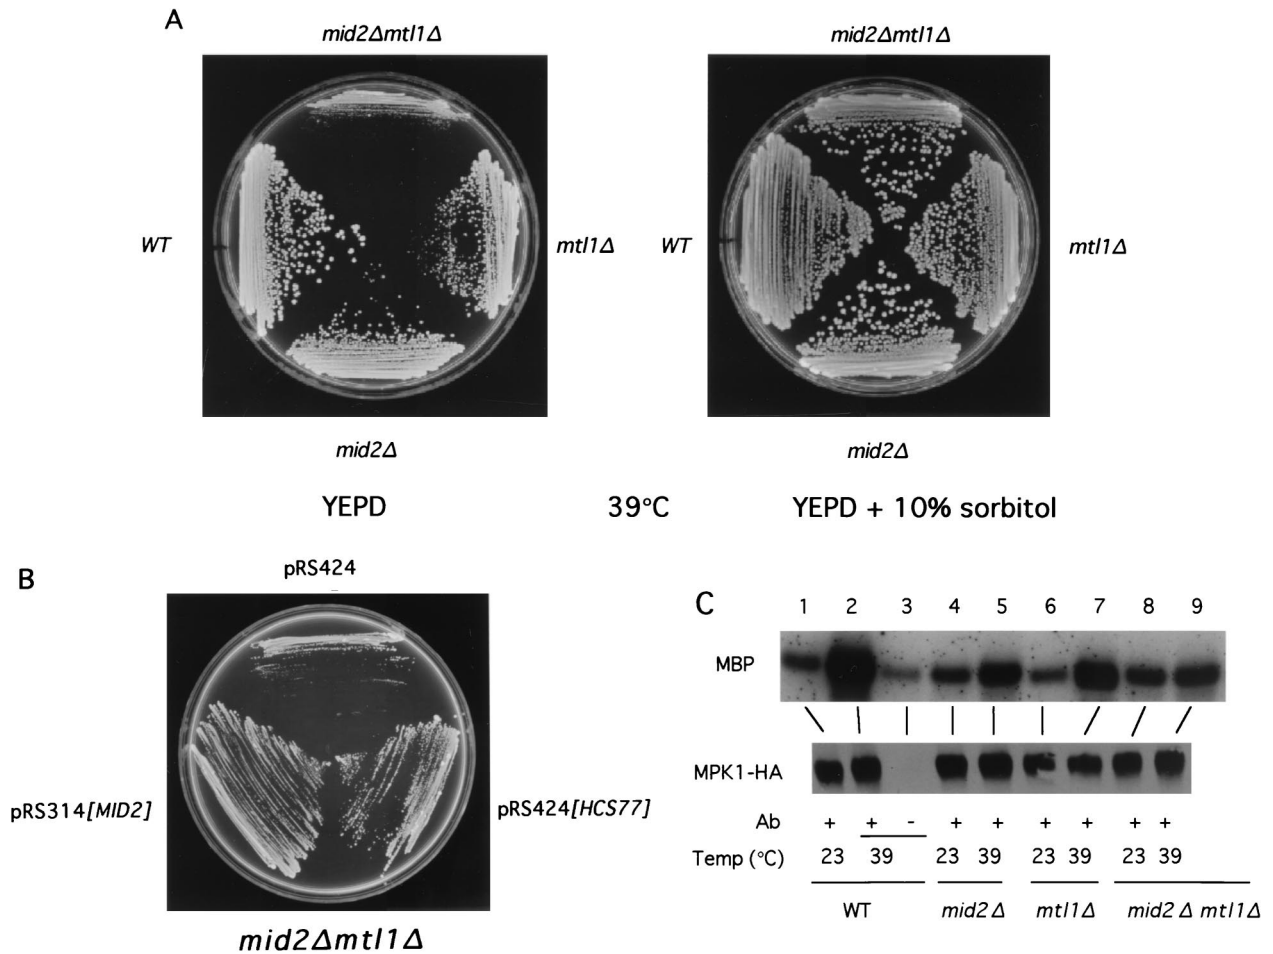 A
mid2Δmtl1Δ
mid2Δmtl1Δ
WT
mtl1Δ
WT
mtl1Δ
mid2Δ
mid2Δ
YEPD
39°C
YEPD + 10% sorbitol
B
pRS424
pRS314[MID2]
pRS424[HCS77]
mid2Δmtl1Δ
C
1 2 3 4 5 6 7 8 9
MBP
MPK1-HA
Ab + + - + + + + + +
Temp (°C) 23 39 23 39 23 39 23 39
WT mid2Δ mtl1Δ mid2Δ mtl1Δ